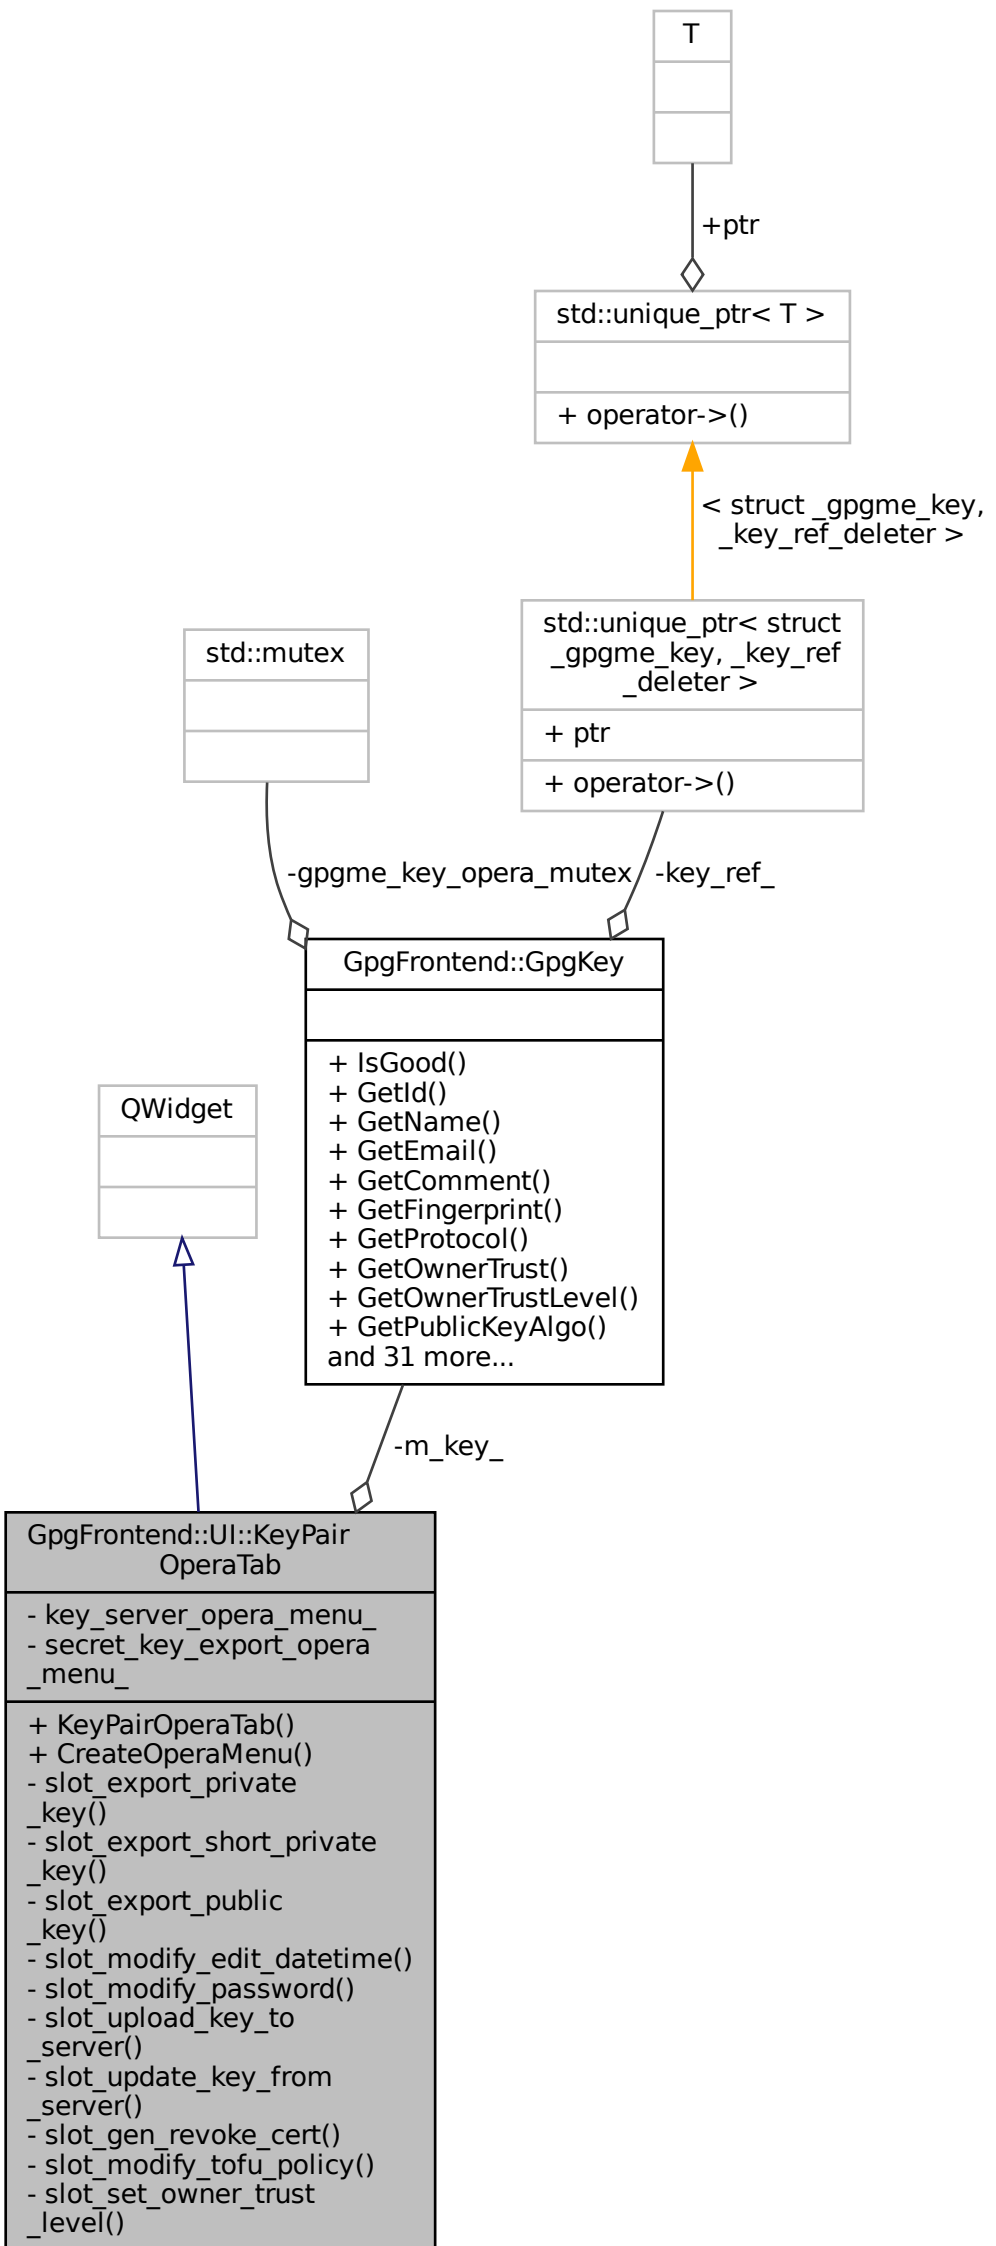 T
+ptr
std::unique_ptr< T >
+ operator->()
< struct _gpgme_key,
_key_ref_deleter >
std::unique_ptr< struct
_gpgme_key, _key_ref
_deleter >
+ ptr
+ operator->()
std::mutex
-gpgme_key_opera_mutex
-key_ref_
GpgFrontend::GpgKey
+ IsGood()
+ GetId()
+ GetName()
+ GetEmail()
+ GetComment()
+ GetFingerprint()
+ GetProtocol()
+ GetOwnerTrust()
+ GetOwnerTrustLevel()
+ GetPublicKeyAlgo()
and 31 more...
QWidget
-m_key_
GpgFrontend::UI::KeyPair
OperaTab
- key_server_opera_menu_
- secret_key_export_opera
_menu_
+ KeyPairOperaTab()
+ CreateOperaMenu()
- slot_export_private
_key()
- slot_export_short_private
_key()
- slot_export_public
_key()
- slot_modify_edit_datetime()
- slot_modify_password()
- slot_upload_key_to
_server()
- slot_update_key_from
_server()
- slot_gen_revoke_cert()
- slot_modify_tofu_policy()
- slot_set_owner_trust
_level()